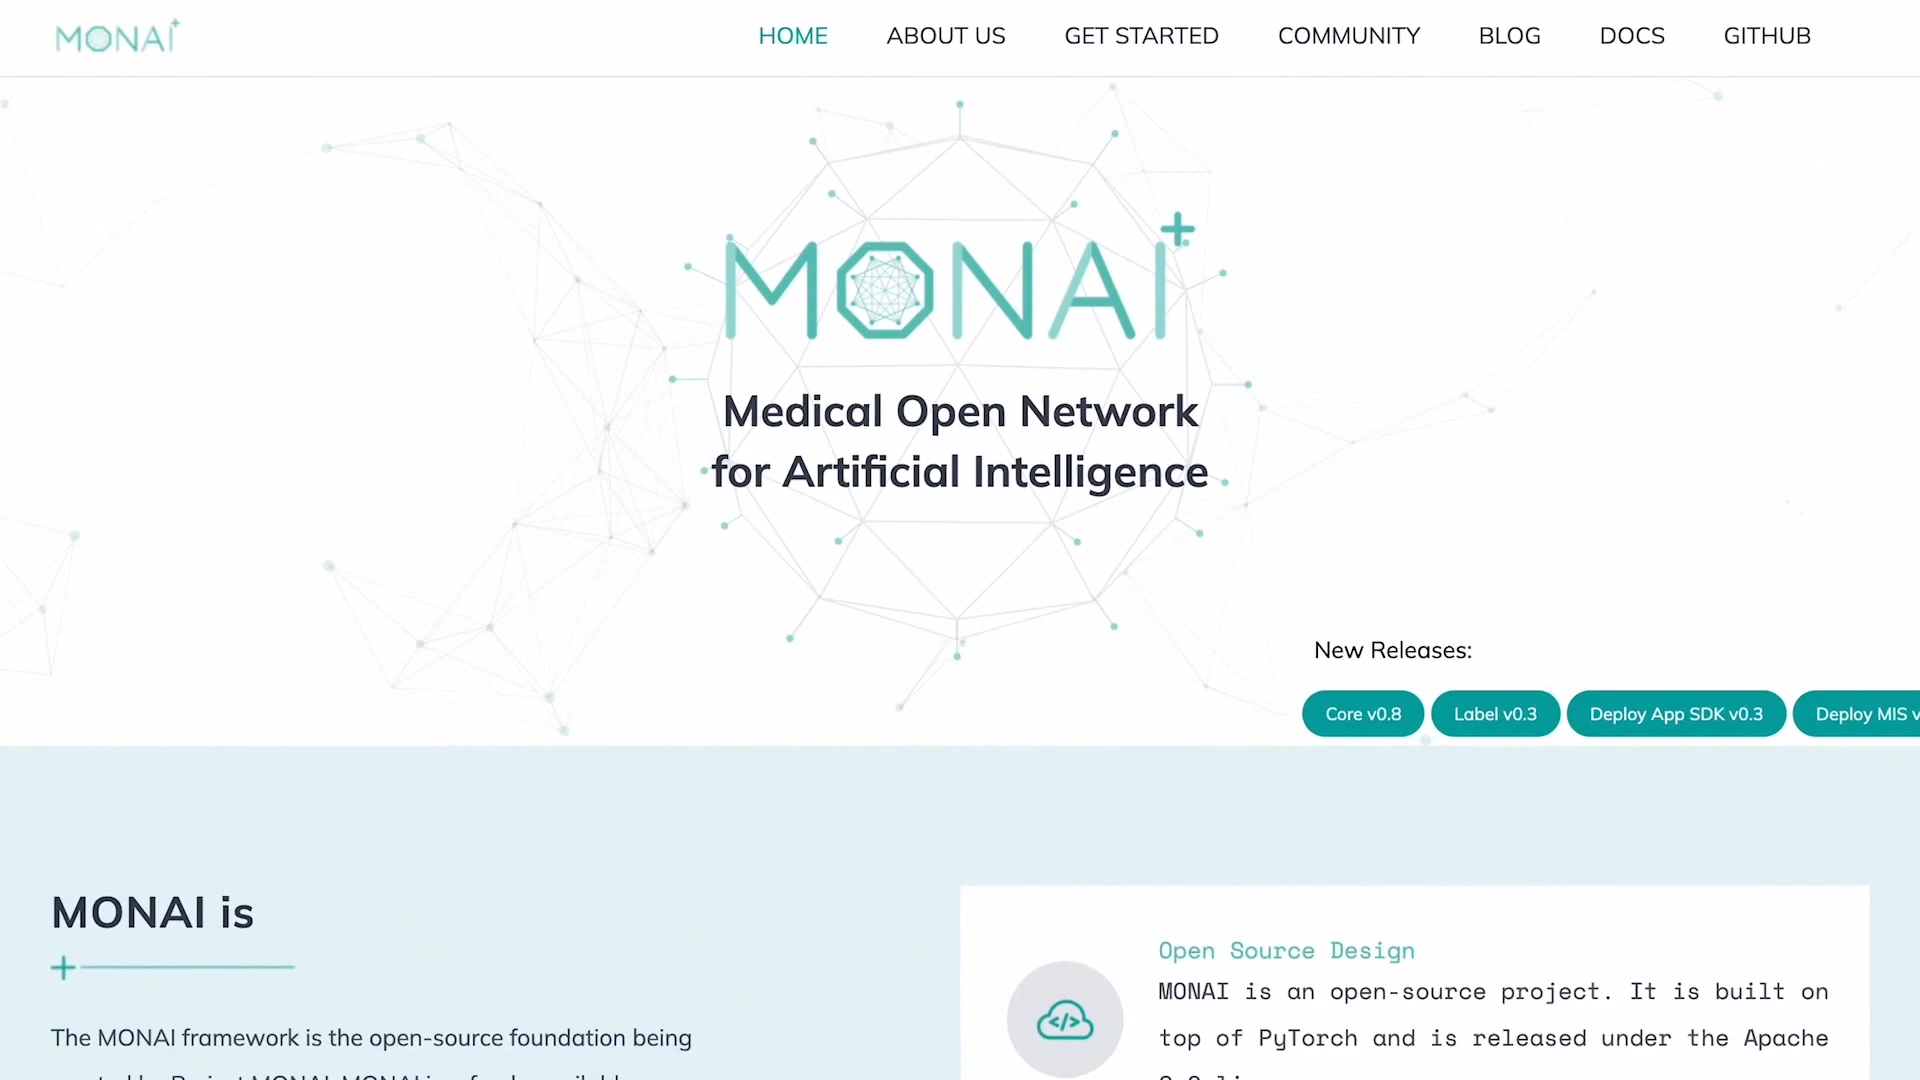 MONAI
HOME ABOUT US GET STARTED COMMUNITY BLOG DOCS GITHUB
MONAI
Medical Open Network
for Artificial Intelligence
New Releases:
Core v0.8 Label v0.3 Deploy App SDK v0.3 Deploy MIS v
MONAI is
The MONAI framework is the open-source foundation being
Open Source Design
MONAI is an open-source project. It is built on
top of PyTorch and is released under the Apache